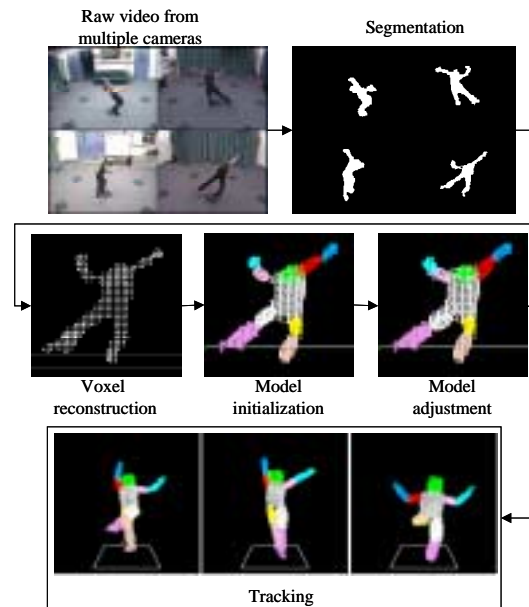 Raw video from
multiple cameras
Segmentation
Voxel
reconstruction
Model
initialization
Model
adjustment
Tracking